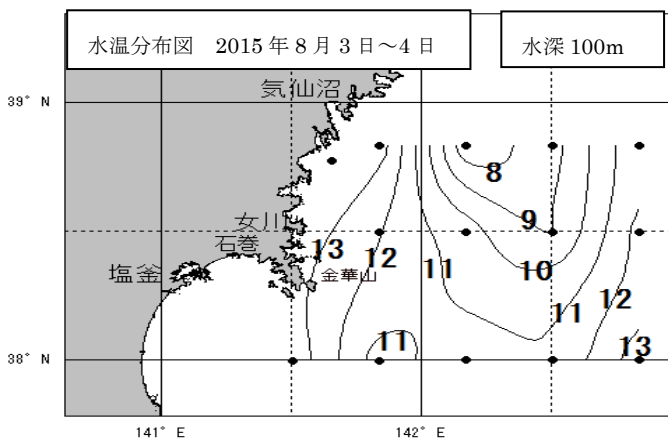 水温分布図 2015年8月3日～4日
水深100m
気仙沼
39° N
8
9
女川
石巻
13
12
11
10
塩釜
金華山
12
11
11
13
38° N
141° E
142° E